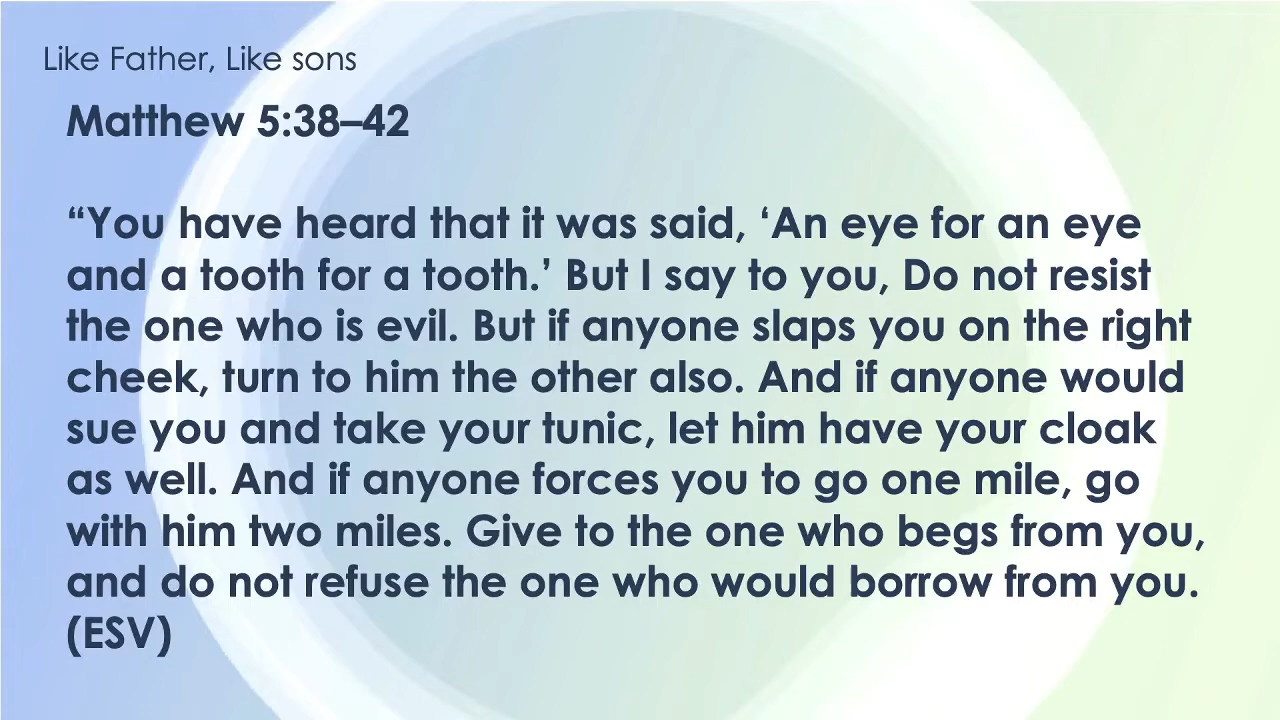 Like Father, Like sons
Matthew 5:38–42
“You have heard that it was said, ‘An eye for an eye
and a tooth for a tooth.’ But I say to you, Do not resist
the one who is evil. But if anyone slaps you on the right
cheek, turn to him the other also. And if anyone would
sue you and take your tunic, let him have your cloak
as well. And if anyone forces you to go one mile, go
with him two miles. Give to the one who begs from you,
and do not refuse the one who would borrow from you.
(ESV)